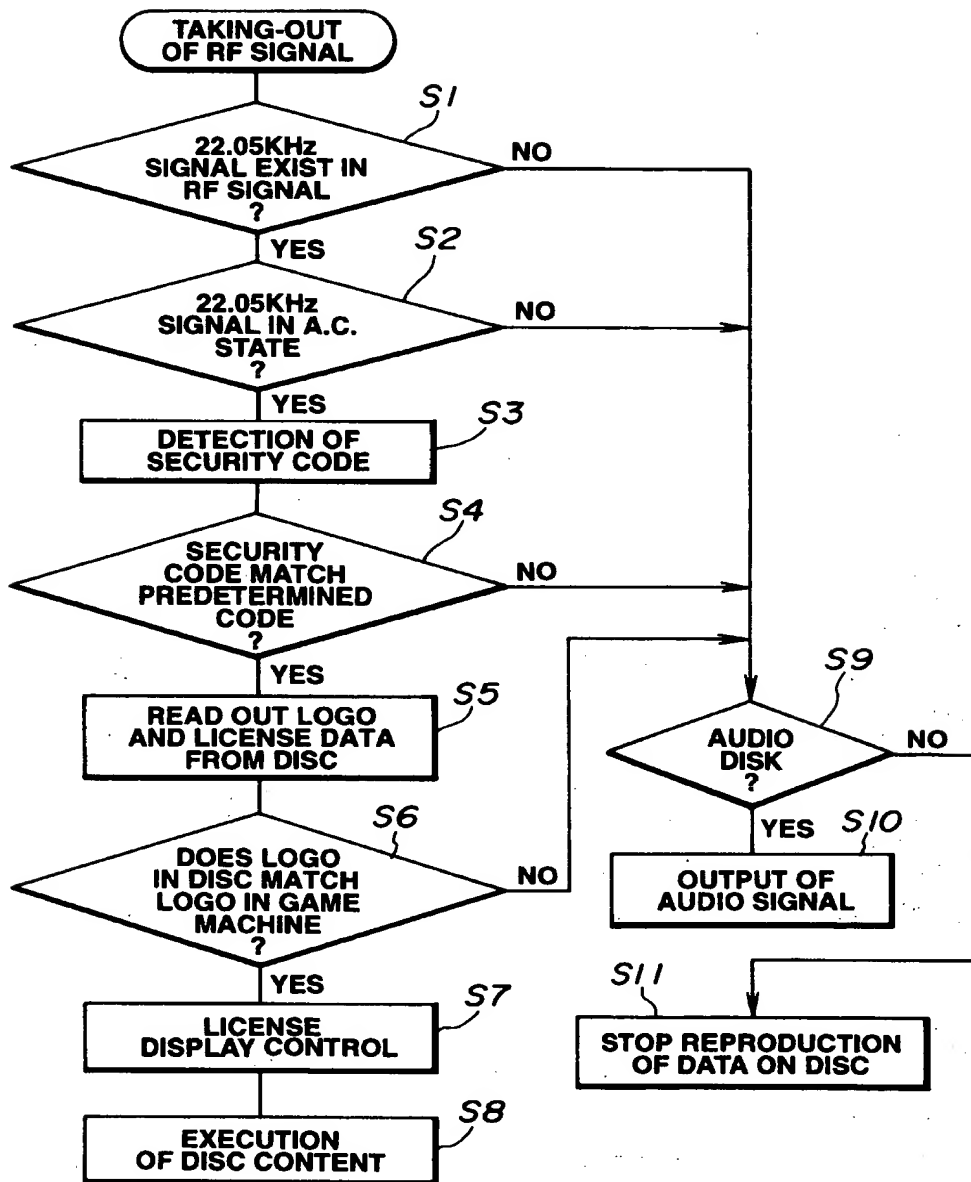 TAKING-OUT
OF RF SIGNAL
S1
22.05KHz
SIGNAL EXIST IN
RF SIGNAL
?
NO
YES
S2
22.05KHz
SIGNAL IN A.C.
STATE
?
NO
YES
S3
DETECTION OF
SECURITY CODE
S4
SECURITY
CODE MATCH
PREDETERMINED
CODE
?
NO
YES
S5
READ OUT LOGO
AND LICENSE DATA
FROM DISC
S6
DOES LOGO
IN DISC MATCH
LOGO IN GAME
MACHINE
?
NO
YES
S7
LICENSE
DISPLAY CONTROL
S8
EXECUTION
OF DISC CONTENT
S9
AUDIO
DISK
?
NO
YES
S10
OUTPUT OF
AUDIO SIGNAL
S11
STOP REPRODUCTION
OF DATA ON DISC